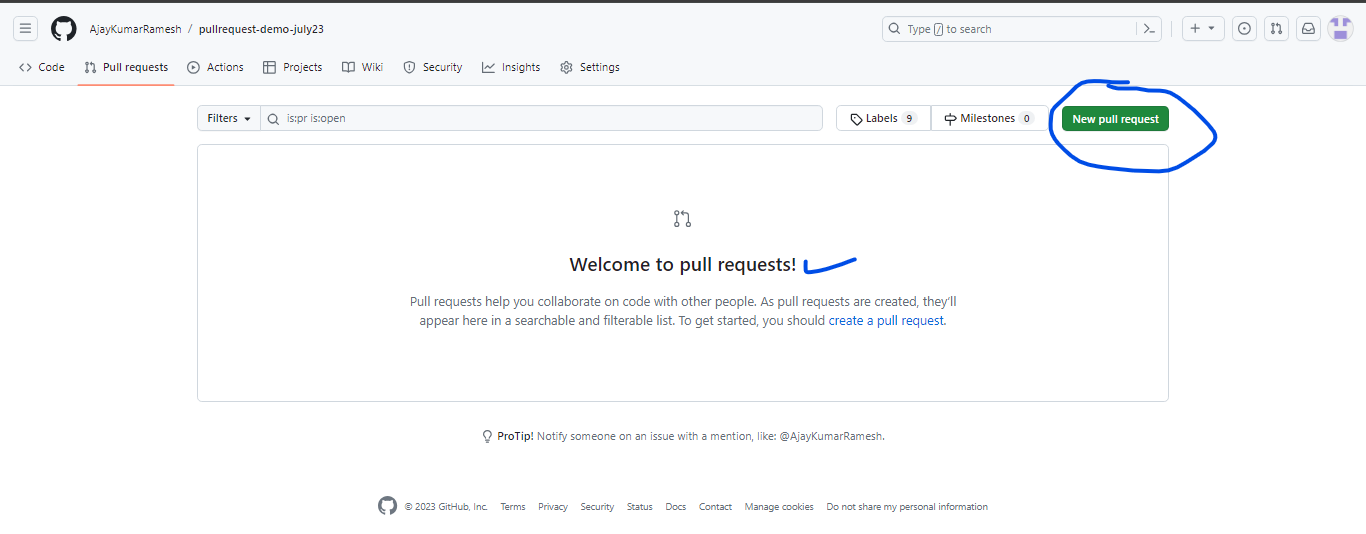 AjayKumarRamesh / pullrequest-demo-july23
Type / to search
Code Pull requests Actions Projects Wiki Security Insights Settings
Filters is:pr is:open Labels 9 Milestones 0 New pull request
Welcome to pull requests!
Pull requests help you collaborate on code with other people. As pull requests are created, they'll
appear here in a searchable and filterable list. To get started, you should create a pull request.
ProTip! Notify someone on an issue with a mention, like: @AjayKumarRamesh.
© 2023 GitHub, Inc. Terms Privacy Security Status Docs Contact Manage cookies Do not share my personal information